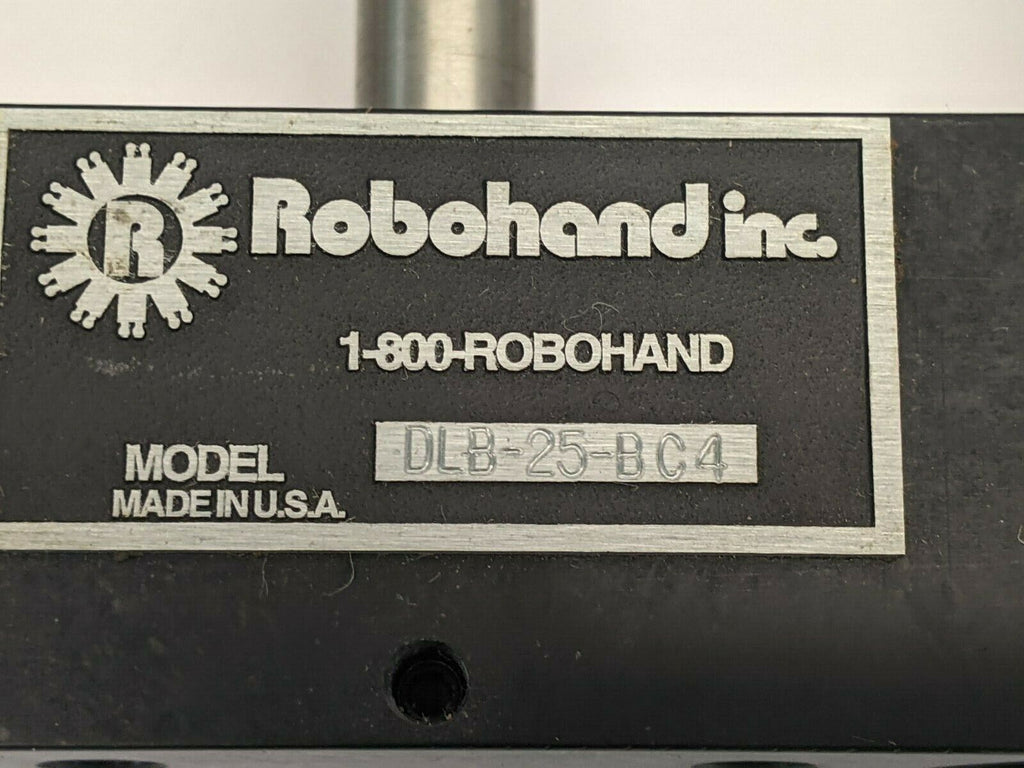 R
Robohand inc.
1-800-ROBOHAND
MODEL DLB-25-BC4
MADE IN U.S.A.